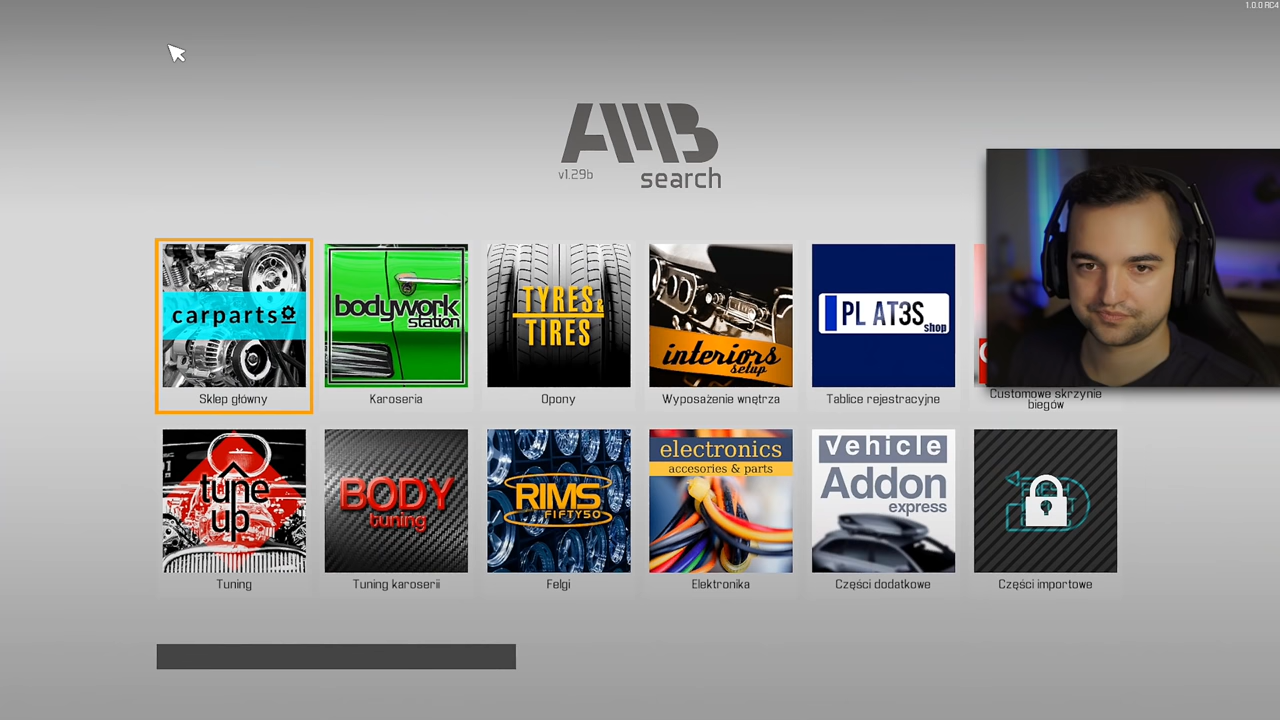 1.0.0 RC4
AMB
v1.29b
search
carparts
Sklep główny
bodywork
station
Karoseria
TYRES&
TIRES
Opony
interiors
setup
Wyposażenie wnętrza
PL AT3S
shop
Tablice rejestracyjne
Customowe skrzynie
biegów
tune
up
Tuning
BODY
tuning
Tuning karoserii
RIMS
FIFTY50
Felgi
electronics
accesories & parts
Elektronika
vehicle
Addon
express
Części dodatkowe
Części importowe